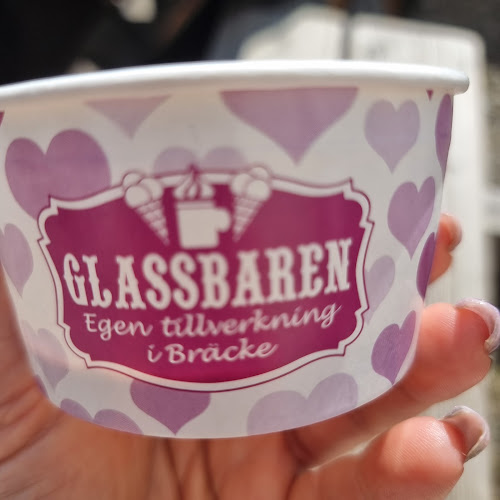 GLASSBAREN
Egen tillverkning
i Bräcke